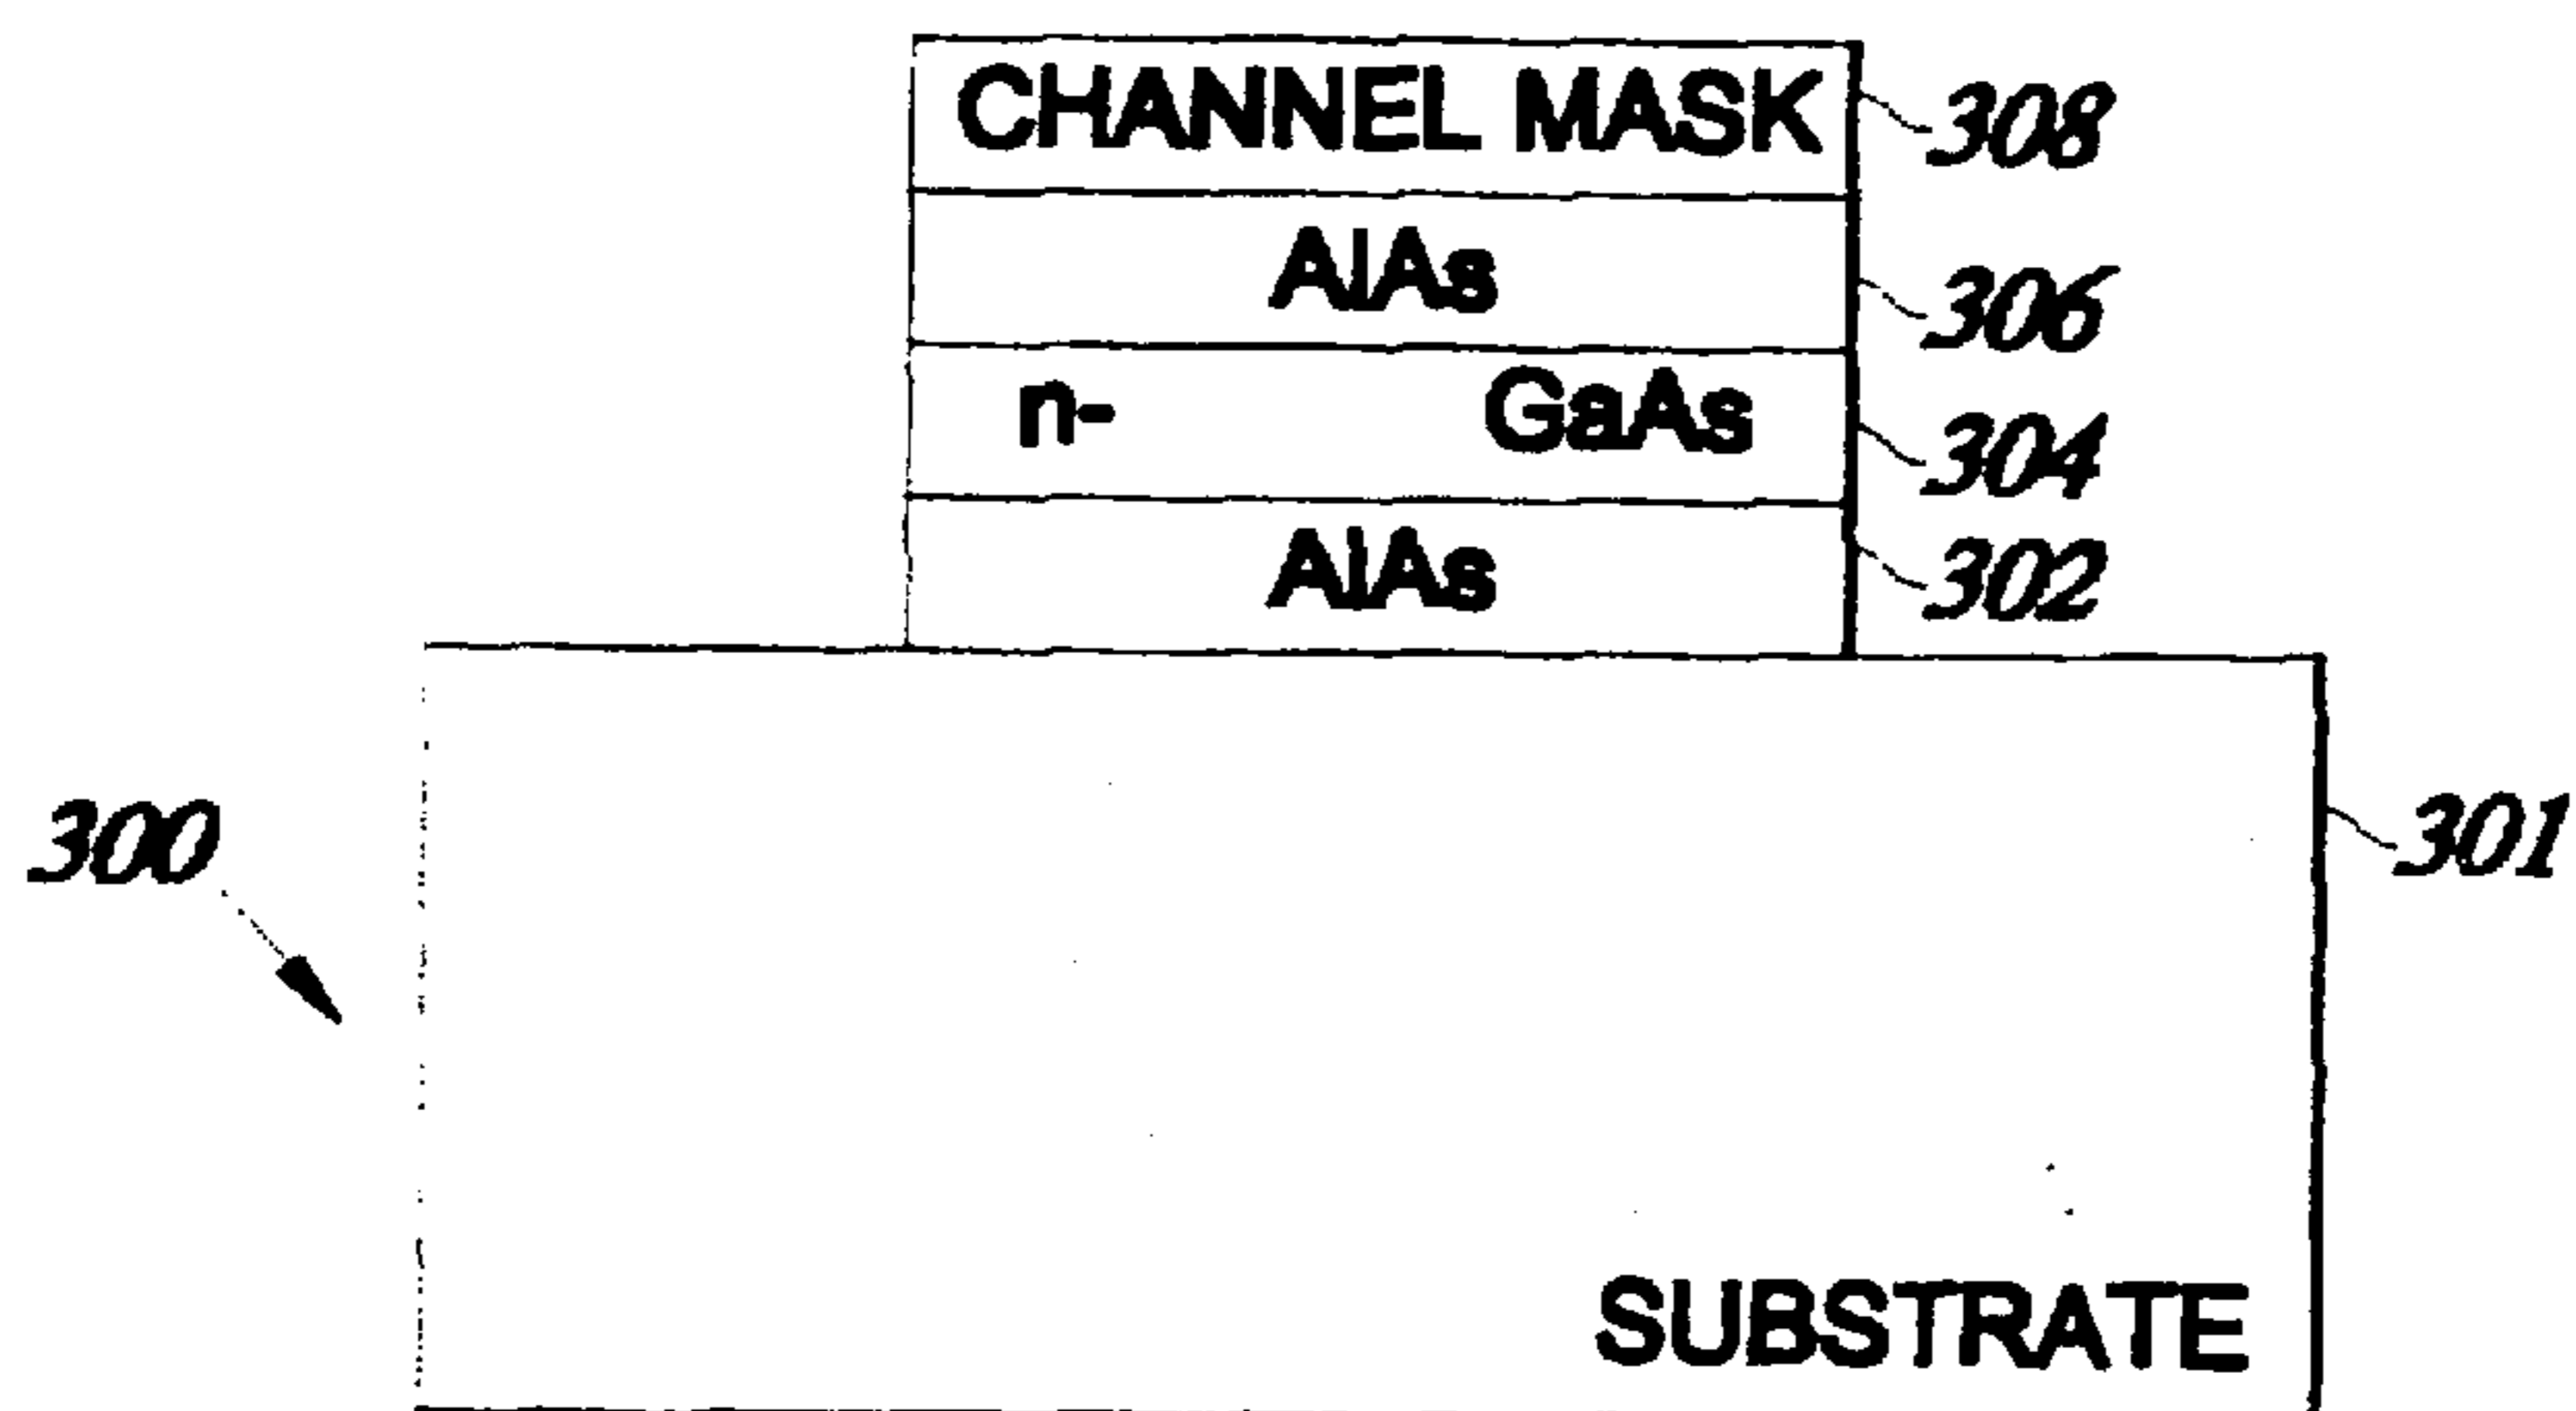 CHANNEL MASK 308
AlAs 306
n- GaAs 304
AlAs 302
300 301
SUBSTRATE